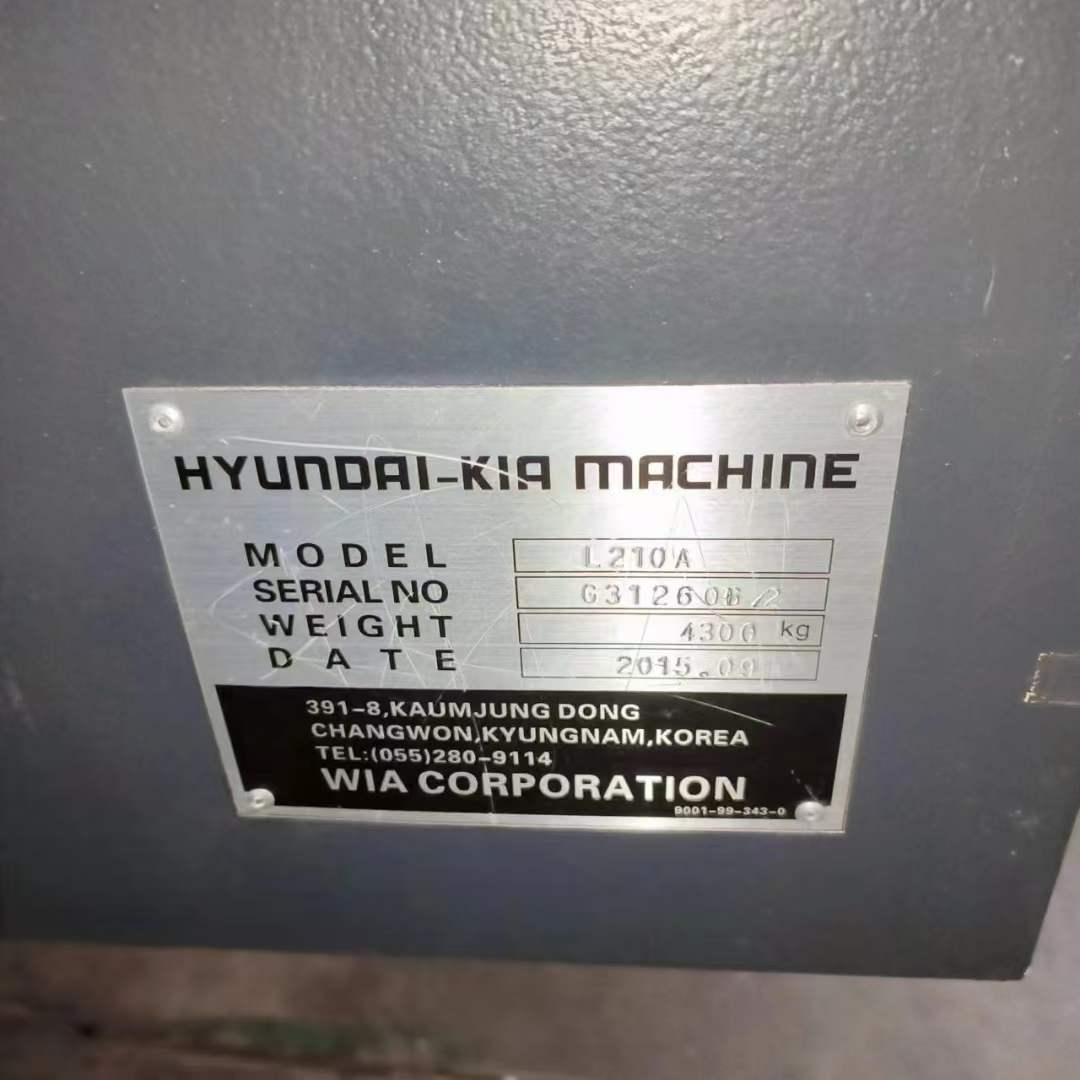 HYUNDAI-KIA MACHINE
MODEL L210A
SERIAL NO
WEIGHT 4300 kg
DATE 2015.09
391-8,KAUMJUNG DONG
CHANGWON,KYUNGNAM,KOREA
TEL:(055)280-9114
WIA CORPORATION
9001-99-343-0